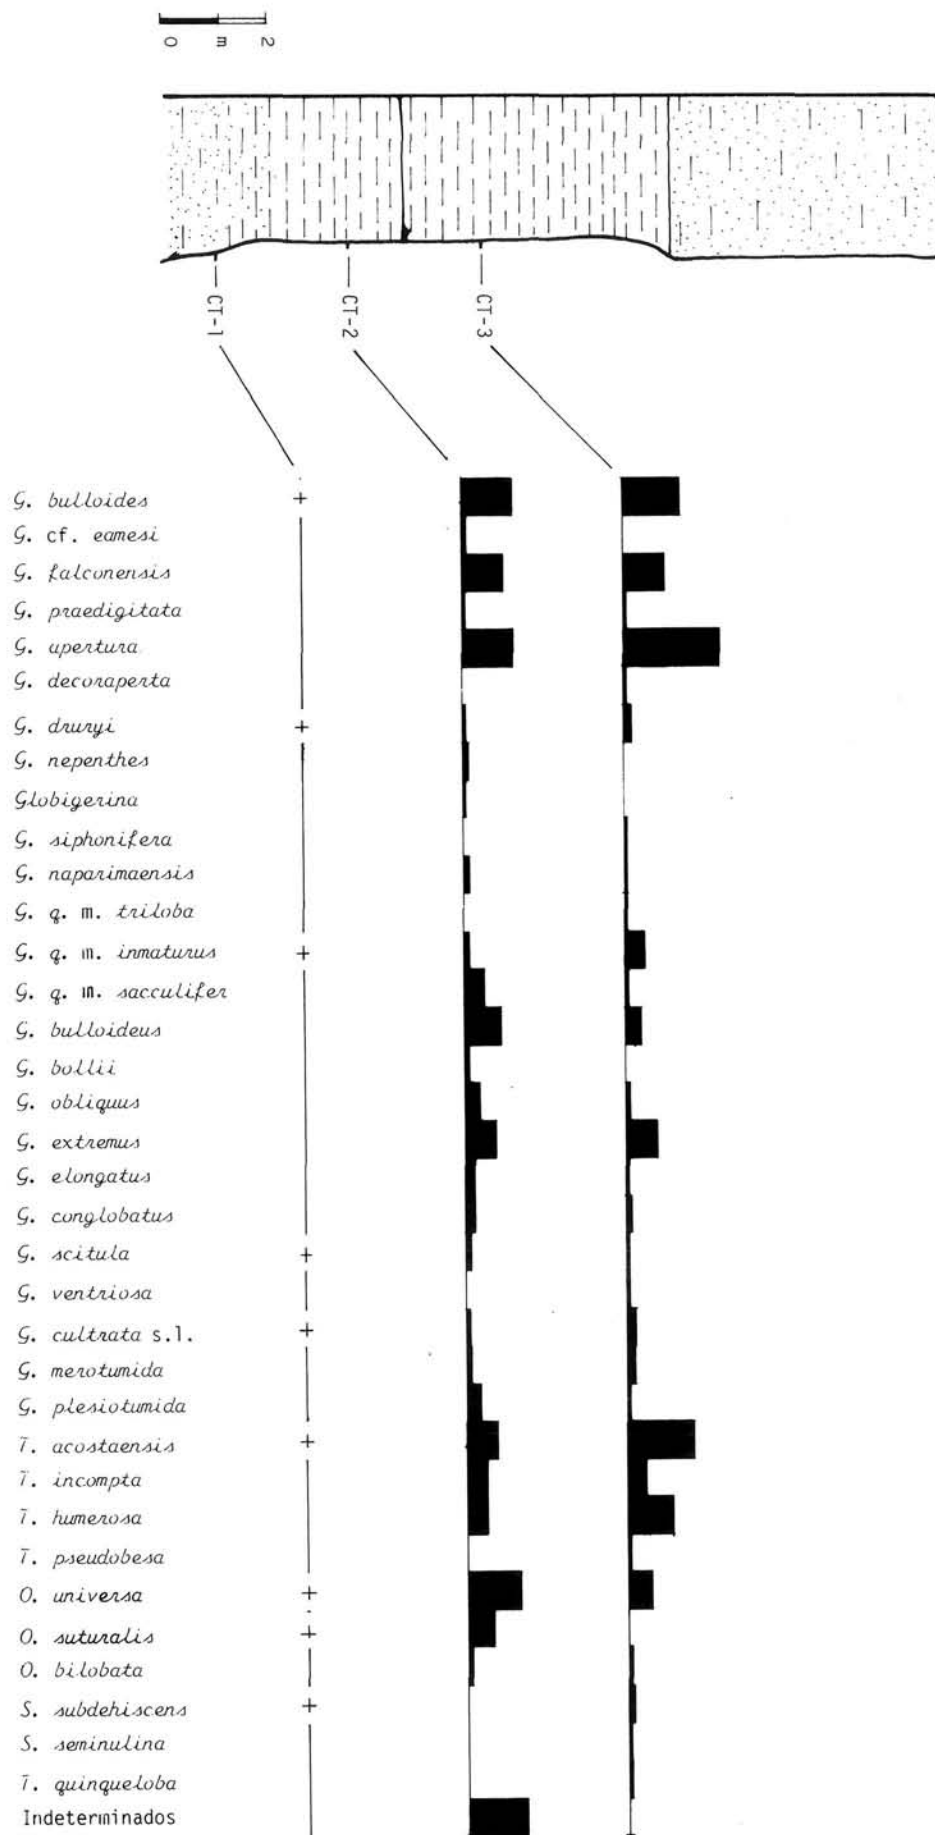 0 m 2
CT-1
CT-2
CT-3
G. bulloides
G. cf. eamesi
G. falconensis
G. praedigitata
G. apertura
G. decoraperta
G. druryi
G. nepenthes
Globigerina
G. siphonifera
G. naparimaensis
G. q. m. triloba
G. q. m. inmaturus
G. q. m. sacculifer
G. bulloideus
G. bollii
G. obliquus
G. extremus
G. elongatus
G. conglobatus
G. scitula
G. ventriosa
G. cultrata s.l.
G. merotumida
G. plesiotumida
T. acostaensis
T. incompta
T. humerosa
T. pseudobesa
O. universa
O. suturalis
O. bilobata
S. subdehiscens
S. seminulina
T. quinqueloba
Indeterminados